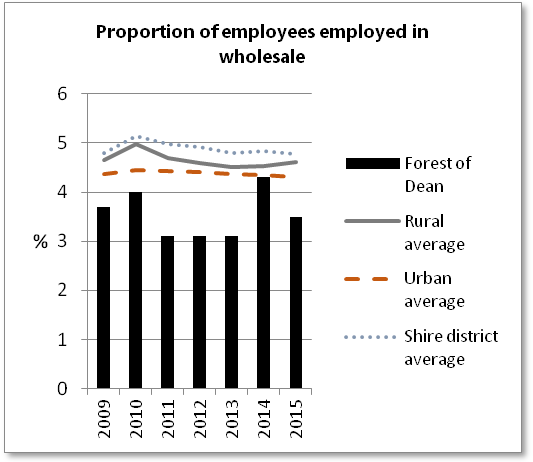 Proportion of employees employed in
wholesale
6
5
4
% 3
2
1
0
2009 2010 2011 2012 2013 2014 2015
Forest of
Dean
Rural
average
Urban
average
Shire district
average